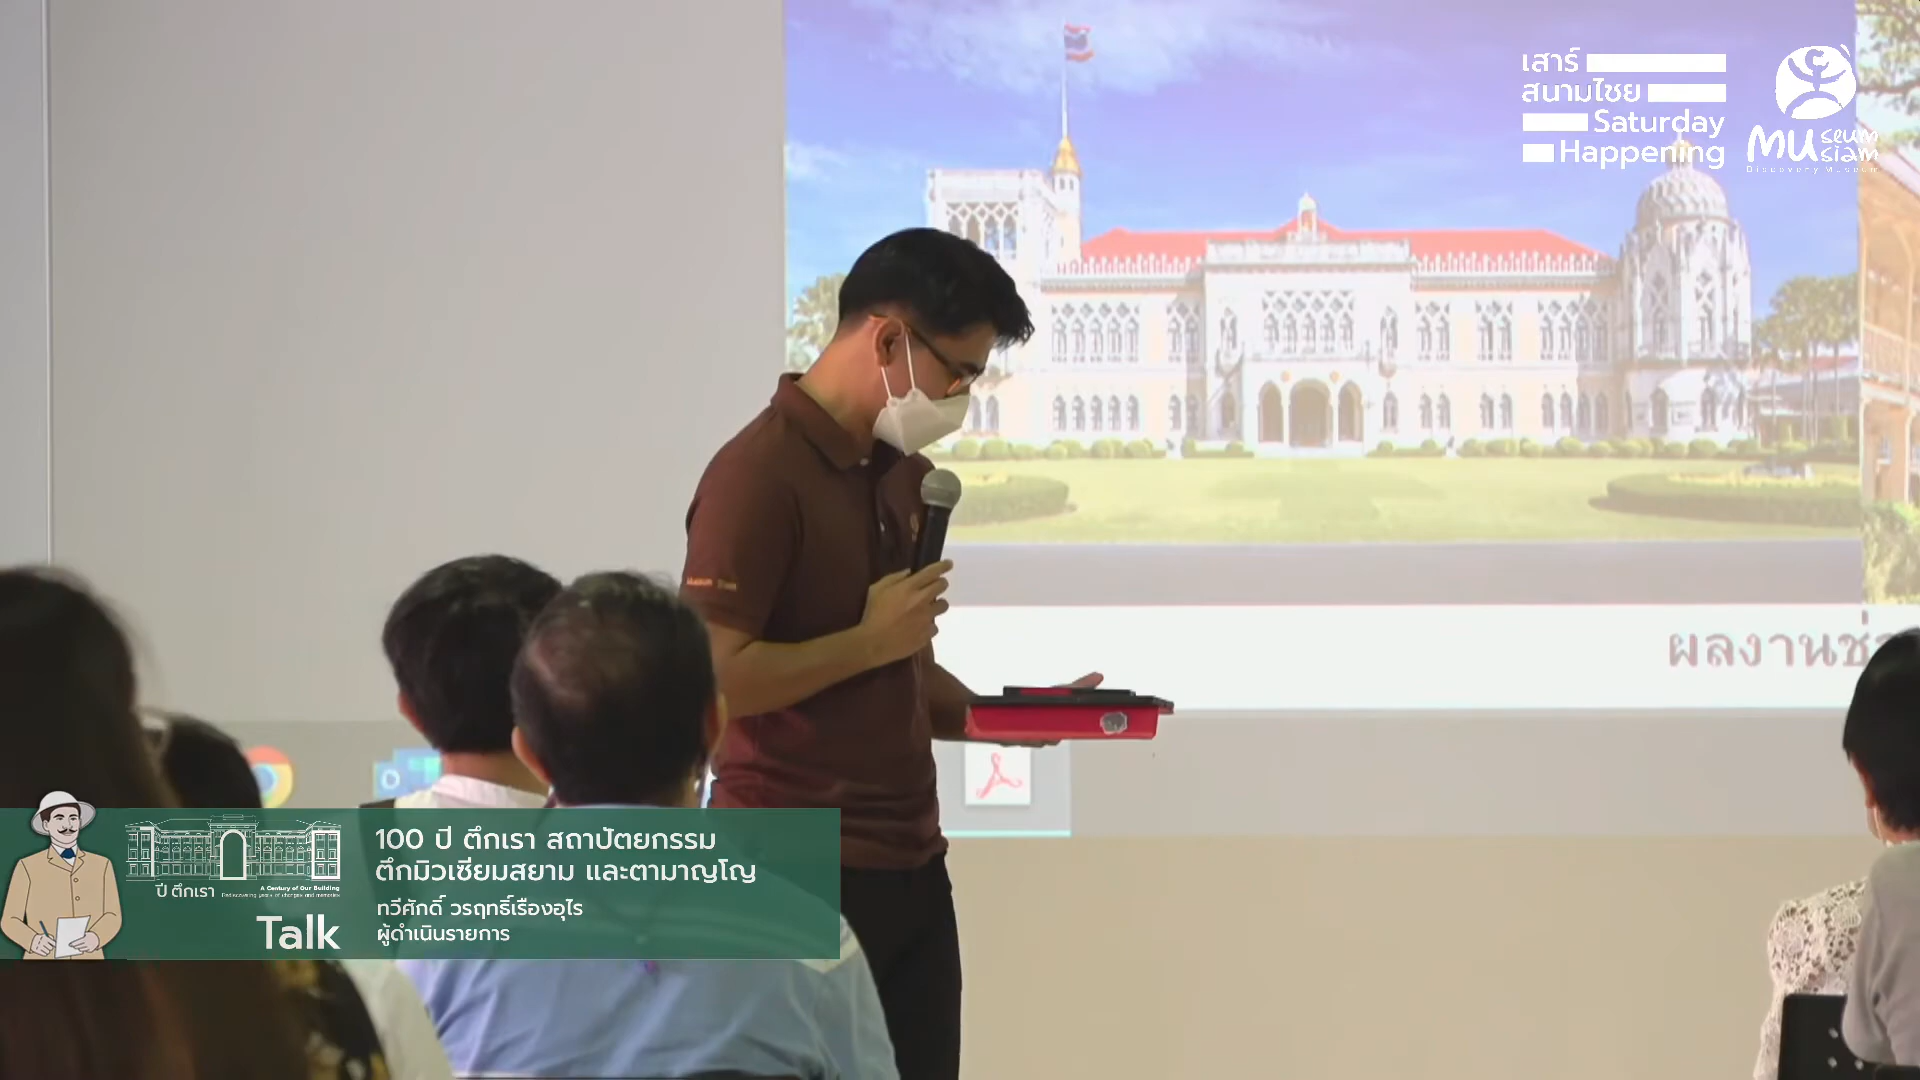 เสาร์
สนามไชย
Saturday
Happening
Museum Siam
Discovery Museum
ผลงานช่
100 ปี ตึกเรา สถาปัตยกรรม
ตึกมิวเซียมสยาม และตามาญโญ
ทวีศักดิ์ วรฤทธิ์เรืองอุไร
ผู้ดำเนินรายการ
ปี ตึกเรา
A Century of Our Building
Talk